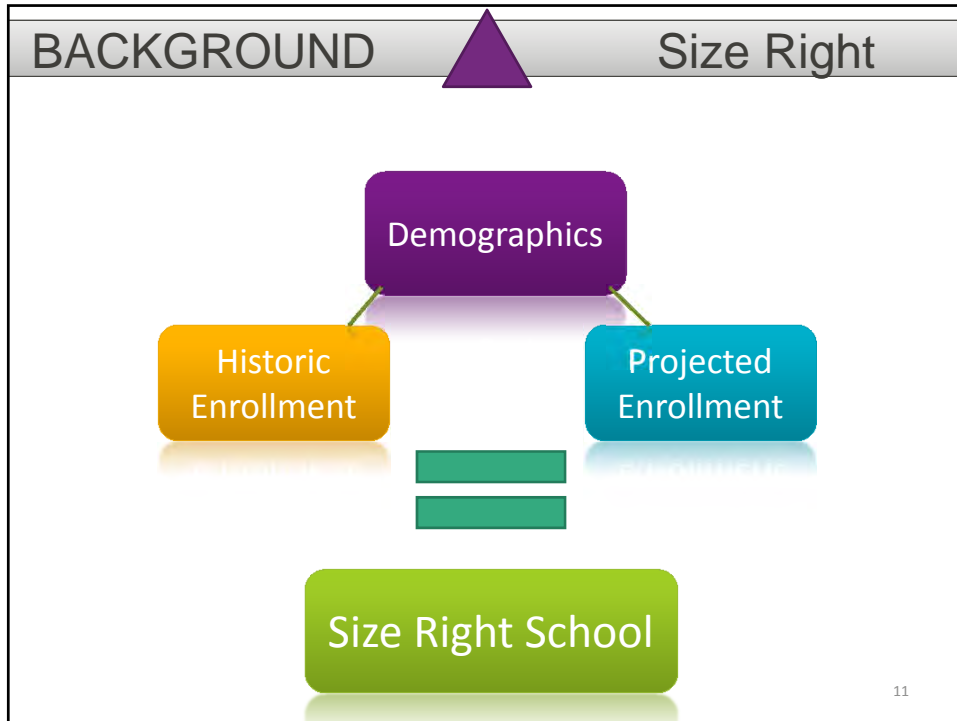 BACKGROUND Size Right
Demographics
Historic
Enrollment
Projected
Enrollment
Size Right School
11